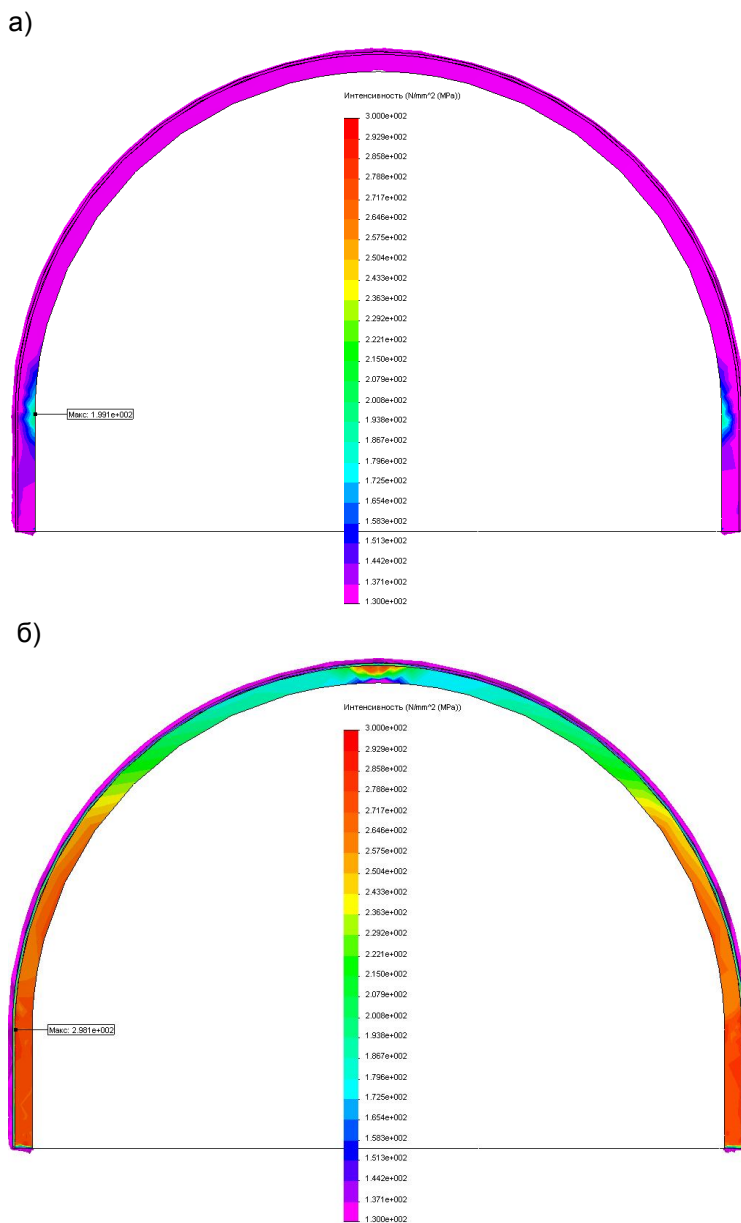 а)
Интенсивность (N/mm^2 (MPa))
3.000e+002
2.929e+002
2.858e+002
2.788e+002
2.717e+002
2.646e+002
2.575e+002
2.504e+002
2.433e+002
2.363e+002
2.292e+002
2.221e+002
2.150e+002
2.079e+002
2.008e+002
1.938e+002
1.867e+002
1.796e+002
1.725e+002
1.654e+002
1.583e+002
1.513e+002
1.442e+002
1.371e+002
1.300e+002
Макс: 1.991e+002
б)
Интенсивность (N/mm^2 (MPa))
3.000e+002
2.929e+002
2.858e+002
2.788e+002
2.717e+002
2.646e+002
2.575e+002
2.504e+002
2.433e+002
2.363e+002
2.292e+002
2.221e+002
2.150e+002
2.079e+002
2.008e+002
1.938e+002
1.867e+002
1.796e+002
1.725e+002
1.654e+002
1.583e+002
1.513e+002
1.442e+002
1.371e+002
1.300e+002
Макс: 2.981e+002